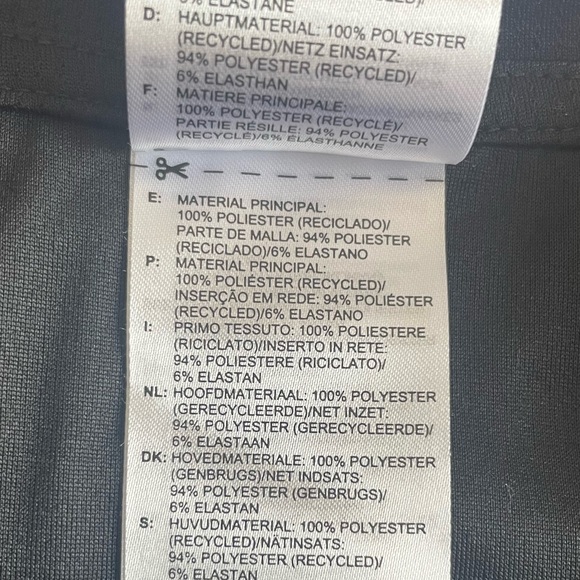 6% ELASTANE
D: HAUPTMATERIAL: 100% POLYESTER
(RECYCLED)/NETZ EINSATZ:
94% POLYESTER (RECYCLED)/
6% ELASTHAN
F: MATIERE PRINCIPALE:
100% POLYESTER (RECYCLÉ)/
PARTIE RÉSILLE: 94% POLYESTER
(RECYCLÉ)/6% ÉLASTHANNE
E: MATERIAL PRINCIPAL:
100% POLIESTER (RECICLADO)/
PARTE DE MALLA: 94% POLIESTER
(RECICLADO)/6% ELASTANO
P: MATERIAL PRINCIPAL:
100% POLIÉSTER (RECYCLED)/
INSERÇÃO EM REDE: 94% POLIÉSTER
(RECYCLED)/6% ELASTANO
I: PRIMO TESSUTO: 100% POLIESTERE
(RICICLATO)/INSERTO IN RETE:
94% POLIESTERE (RICICLATO)/
6% ELASTAN
NL: HOOFDMATERIAAL: 100% POLYESTER
(GERECYCLEERDE)/NET INZET:
94% POLYESTER (GERECYCLEERDE)/
6% ELASTAAN
DK: HOVEDMATERIALE: 100% POLYESTER
(GENBRUGS)/NET INDSATS:
94% POLYESTER (GENBRUGS)/
6% ELASTAN
S: HUVUDMATERIAL: 100% POLYESTER
(RECYCLED)/NÄTINSATS:
94% POLYESTER (RECYCLED)/
6% ELASTAN